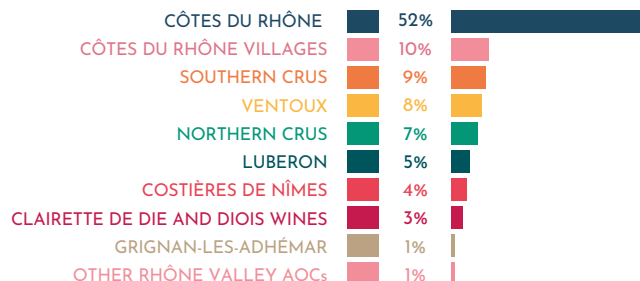 CÔTES DU RHÔNE 52%
CÔTES DU RHÔNE VILLAGES 10%
SOUTHERN CRUS 9%
VENTOUX 8%
NORTHERN CRUS 7%
LUBERON 5%
COSTIÈRES DE NÎMES 4%
CLAIRETTE DE DIE AND DIOIS WINES 3%
GRIGNAN-LES-ADHÉMAR 1%
OTHER RHÔNE VALLEY AOCs 1%